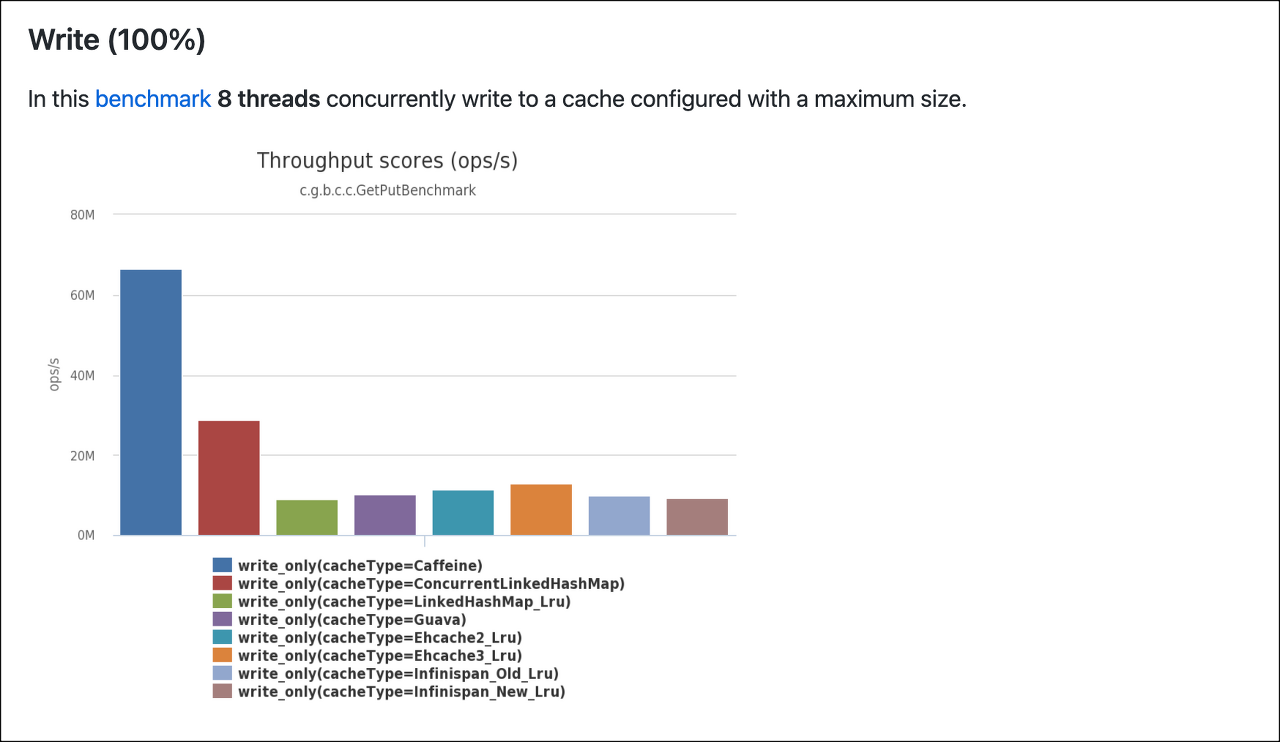 Write (100%)
In this benchmark 8 threads concurrently write to a cache configured with a maximum size.
Throughput scores (ops/s)
c.g.b.c.c.GetPutBenchmark
80M
60M
40M
20M
0M
ops/s
write_only(cacheType=Caffeine)
write_only(cacheType=ConcurrentLinkedHashMap)
write_only(cacheType=LinkedHashMap_Lru)
write_only(cacheType=Guava)
write_only(cacheType=Ehcache2_Lru)
write_only(cacheType=Ehcache3_Lru)
write_only(cacheType=Infinispan_Old_Lru)
write_only(cacheType=Infinispan_New_Lru)